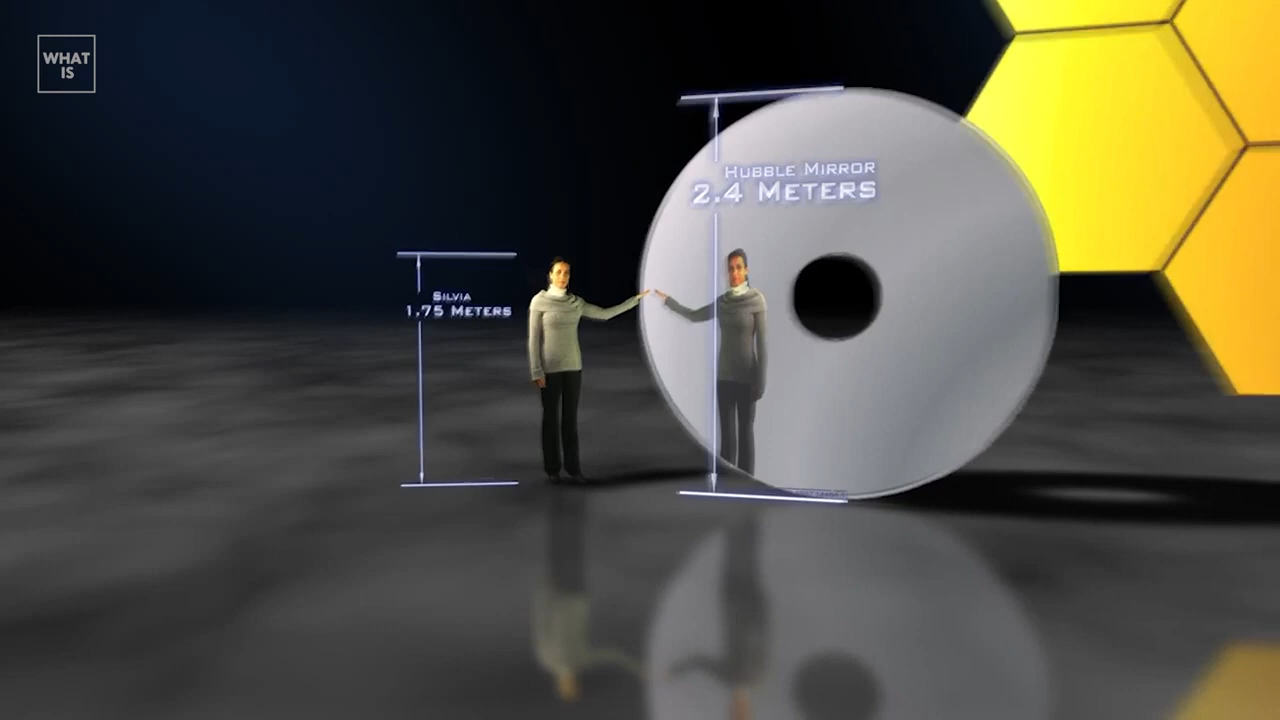 WHAT
IS
HUBBLE MIRROR
2.4 METERS
SILVIA
1.75 METERS